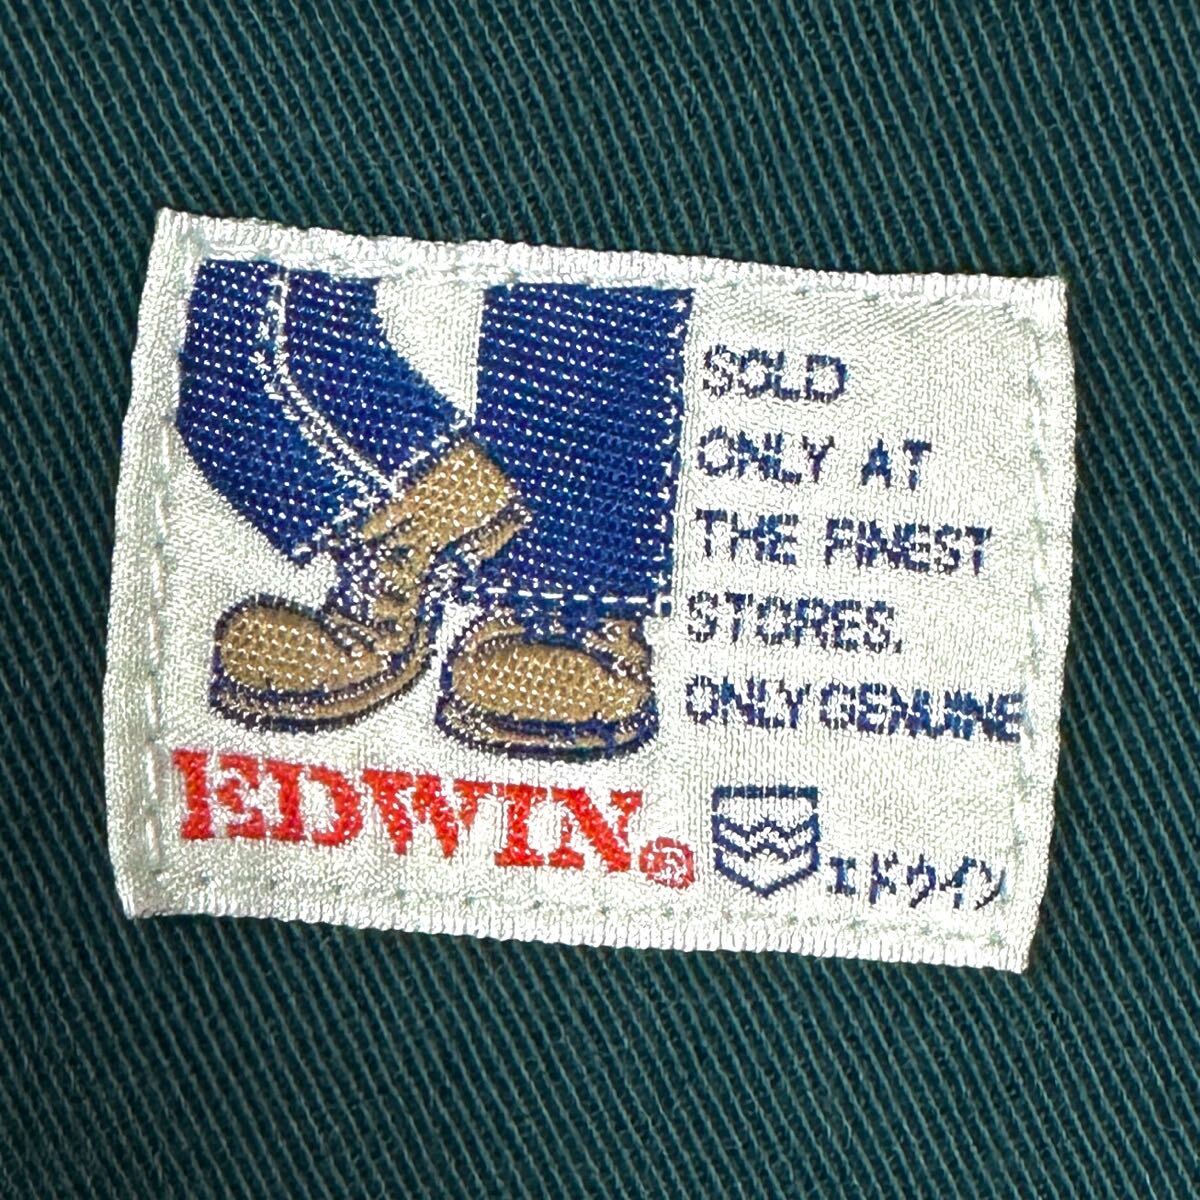 SOLD
ONLY AT
THE FINEST
STORES.
ONLY GENUINE
EDWIN®
エドウイン